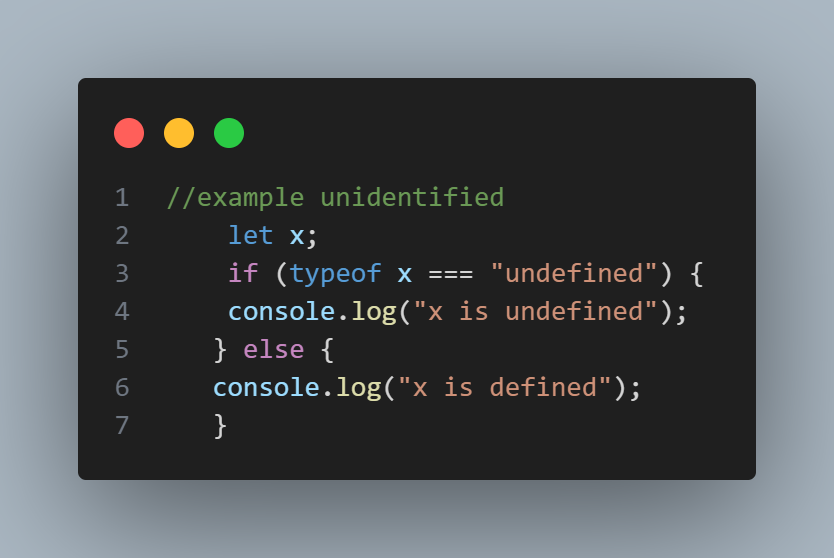 1 //example unidentified
2 let x;
3 if (typeof x === "undefined") {
4 console.log("x is undefined");
5 } else {
6 console.log("x is defined");
7 }